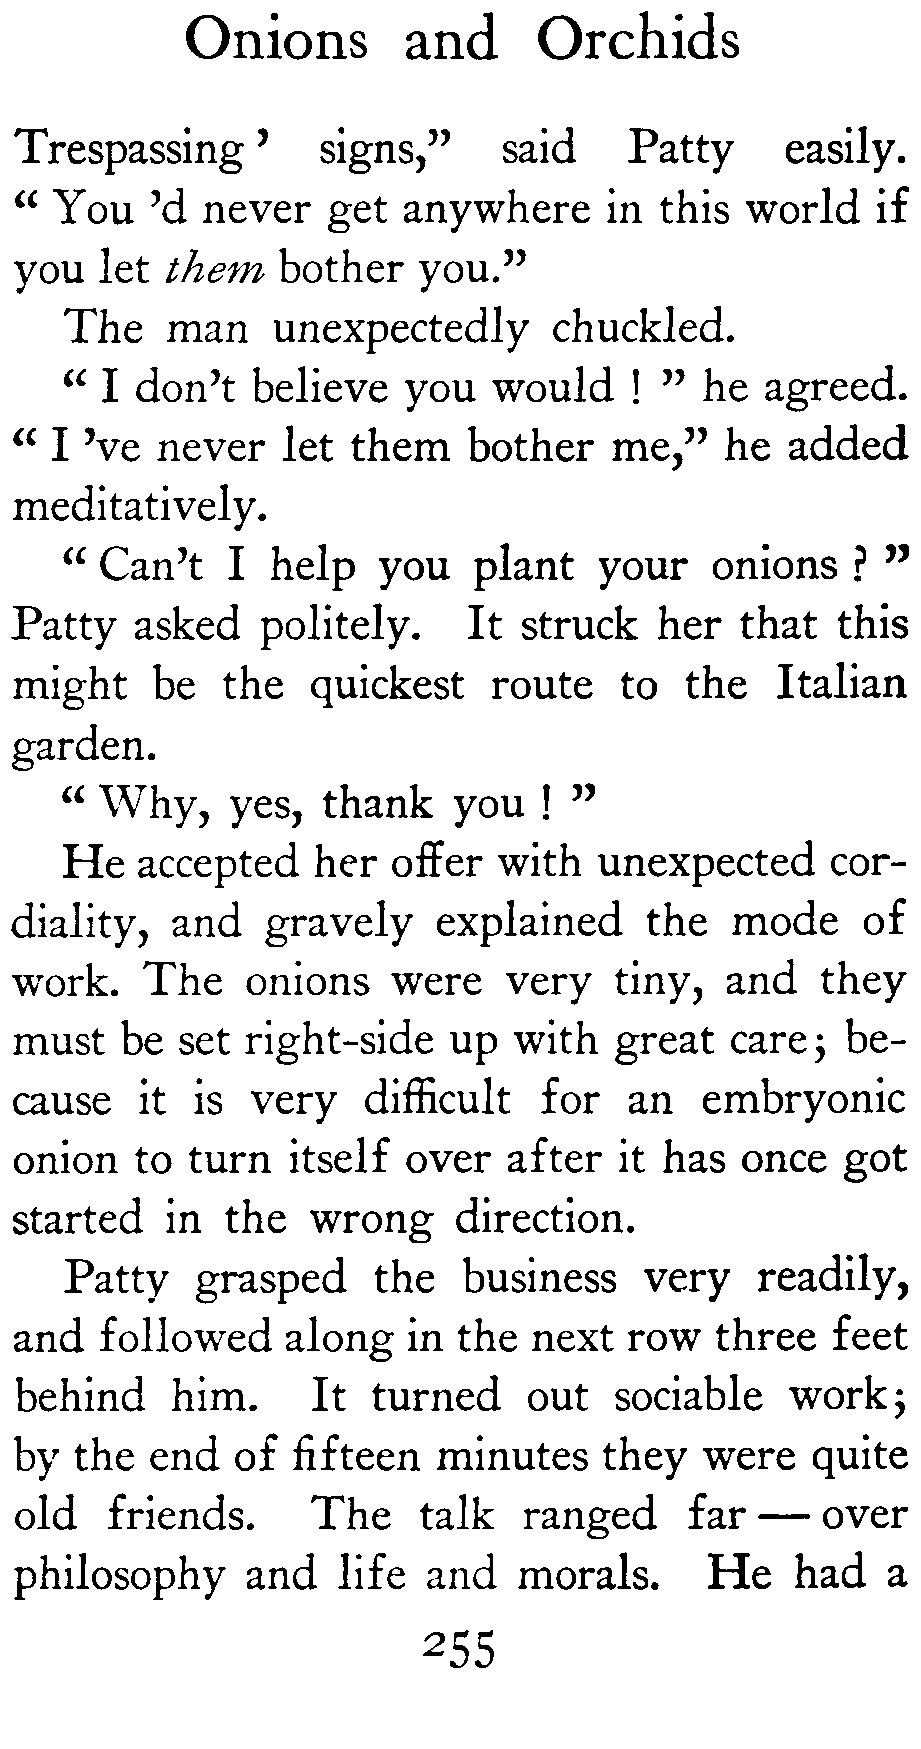 Onions and Orchids
Trespassing ’ signs,” said Patty easily.
“ You ’d never get anywhere in this world if
you let them bother you.”
The man unexpectedly chuckled.
“ I don’t believe you would ! ” he agreed.
“ I ’ve never let them bother me,” he added
meditatively.
“ Can’t I help you plant your onions ? ”
Patty asked politely. It struck her that this
might be the quickest route to the Italian
garden.
“ Why, yes, thank you ! ”
He accepted her offer with unexpected cor-
diality, and gravely explained the mode of
work. The onions were very tiny, and they
must be set right-side up with great care; be-
cause it is very difficult for an embryonic
onion to turn itself over after it has once got
started in the wrong direction.
Patty grasped the business very readily,
and followed along in the next row three feet
behind him. It turned out sociable work;
by the end of fifteen minutes they were quite
old friends. The talk ranged far — over
philosophy and life and morals. He had a
255